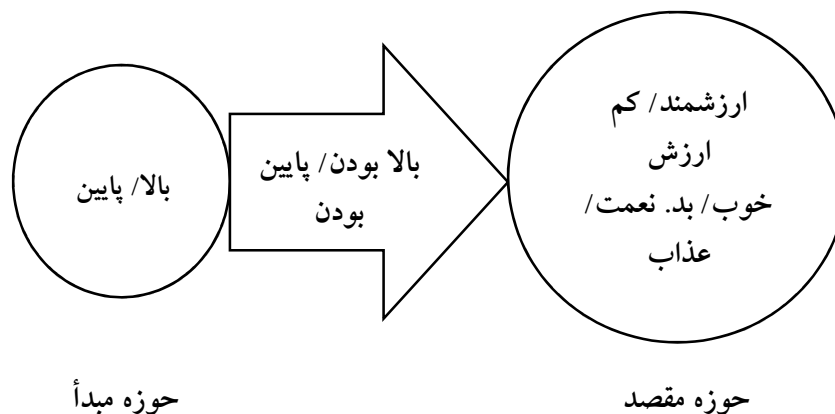 ارزشمند/ کم
ارزش
خوب/ بد. نعمت/
عذاب
بالا بودن/ پایین
بودن
بالا/ پایین
حوزه مقصد
حوزه مبدأ